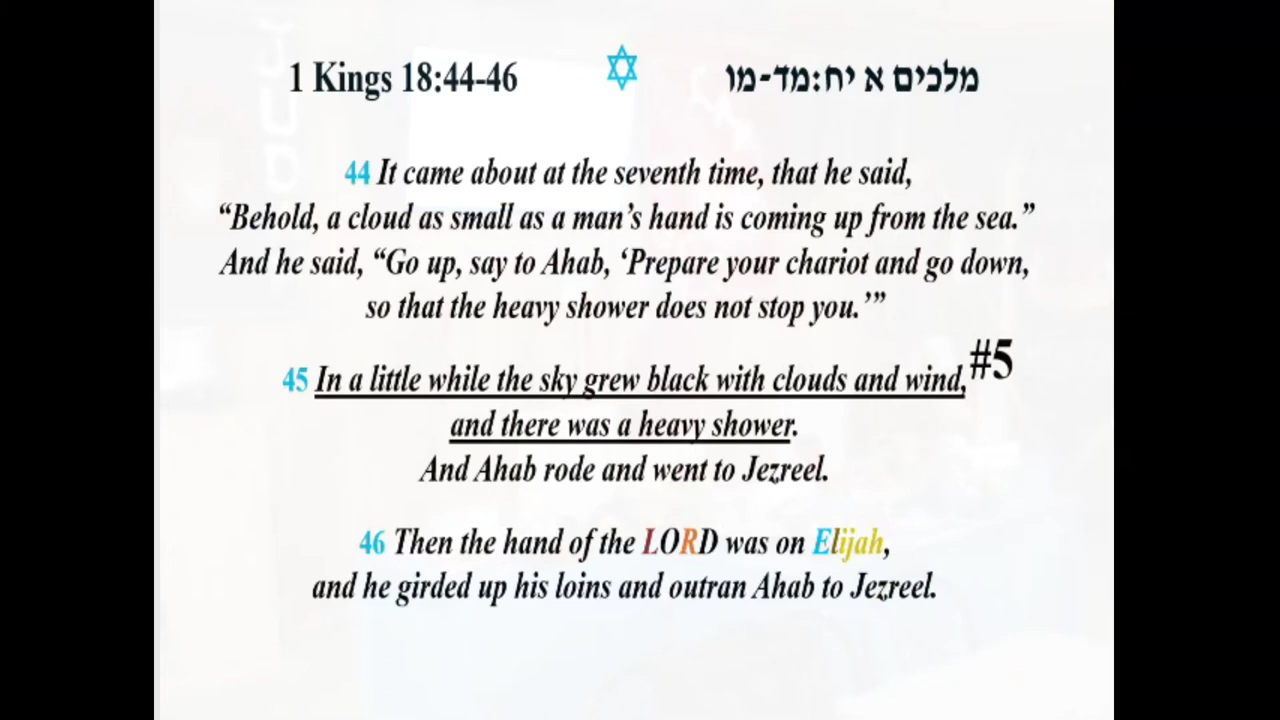 1 Kings 18:44-46
מלכים א יח:מד-מו
44 It came about at the seventh time, that he said,
“Behold, a cloud as small as a man’s hand is coming up from the sea.”
And he said, “Go up, say to Ahab, ‘Prepare your chariot and go down,
so that the heavy shower does not stop you.’”
45 In a little while the sky grew black with clouds and wind, #5
and there was a heavy shower.
And Ahab rode and went to Jezreel.
46 Then the hand of the LORD was on Elijah,
and he girded up his loins and outran Ahab to Jezreel.